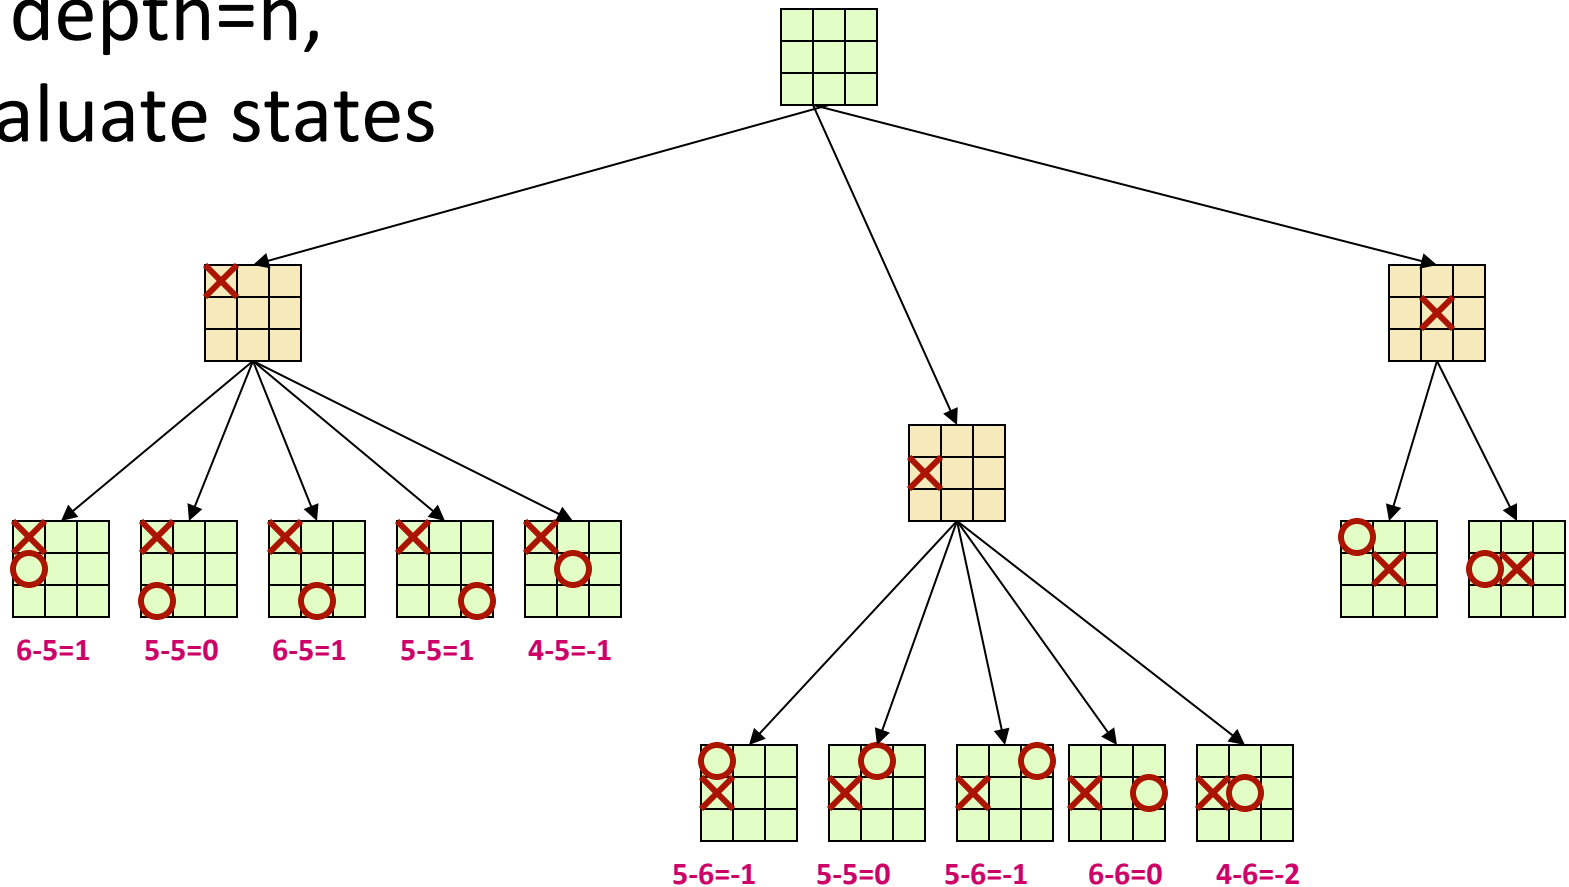 depth=h,
aluate states
6-5=1 5-5=0 6-5=1 5-5=1 4-5=-1
5-6=-1 5-5=0 5-6=-1 6-6=0 4-6=-2